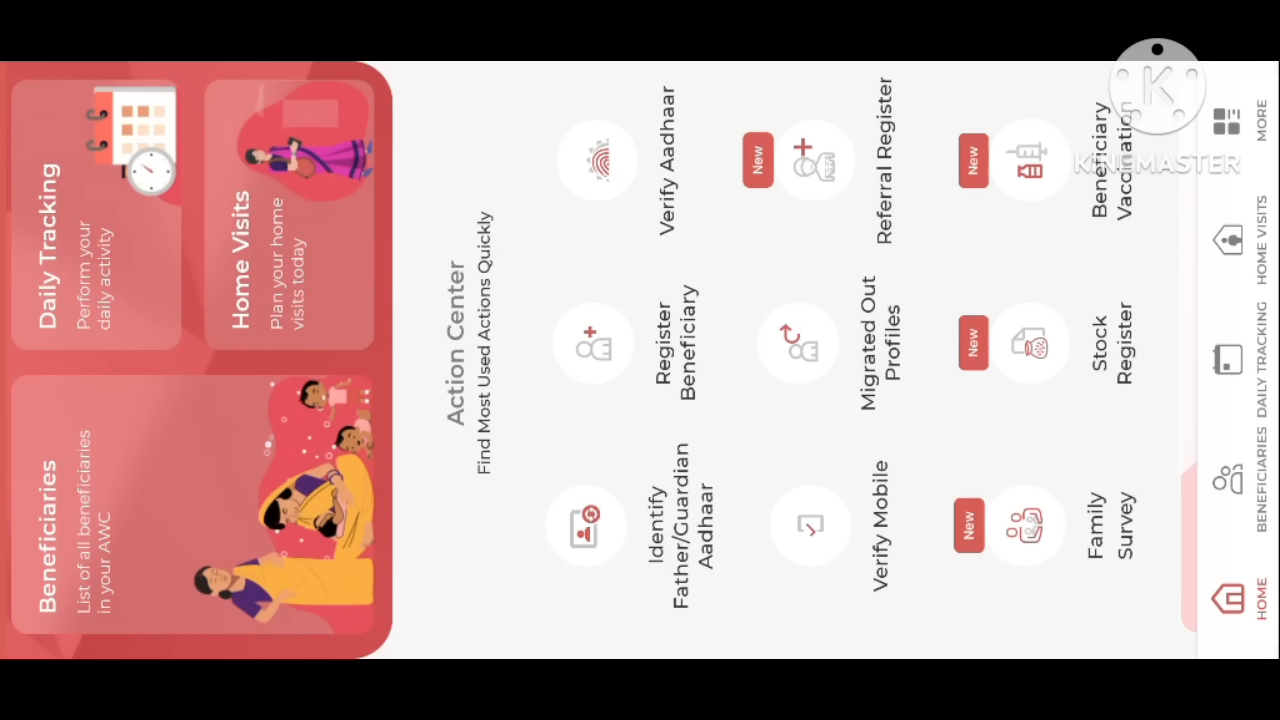 Beneficiaries
List of all beneficiaries
in your AWC
Daily Tracking
Perform your
daily activity
Home Visits
Plan your home
visits today
Action Center
Find Most Used Actions Quickly
Identify
Father/Guardian
Aadhaar
Register
Beneficiary
Verify Aadhaar
Verify Mobile
Migrated Out
Profiles
New
Referral Register
New
Family
Survey
New
Stock
Register
New
Beneficiary
Vaccination
HOME
BENEFICIARIES
DAILY TRACKING
HOME VISITS
MORE
K
KINEMASTER